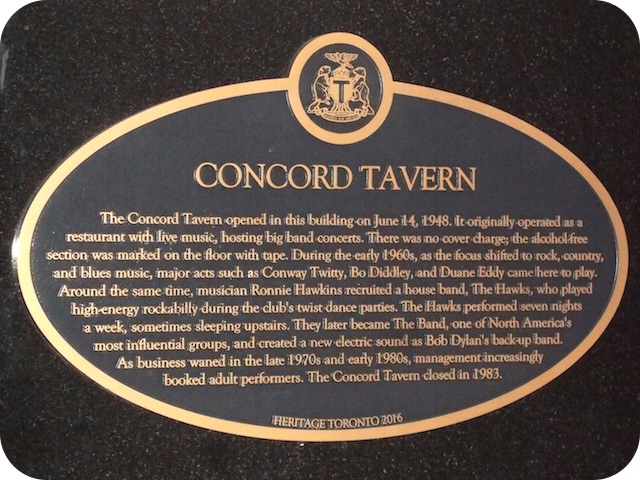 CONCORD TAVERN
The Concord Tavern opened in this building on June 14, 1948. It originally operated as a
restaurant with live music, hosting big band concerts. There was no cover charge; the alcohol-free
section was marked on the floor with tape. During the early 1960s, as the focus shifted to rock, country,
and blues music, major acts such as Conway Twitty, Bo Diddley, and Duane Eddy came here to play.
Around the same time, musician Ronnie Hawkins recruited a house band, The Hawks, who played
high-energy rockabilly during the club's twist dance parties. The Hawks performed seven nights
a week, sometimes sleeping upstairs. They later became The Band, one of North America's
most influential groups, and created a new electric sound as Bob Dylan's back-up band.
As business waned in the late 1970s and early 1980s, management increasingly
booked adult performers. The Concord Tavern closed in 1983.
HERITAGE TORONTO 2016